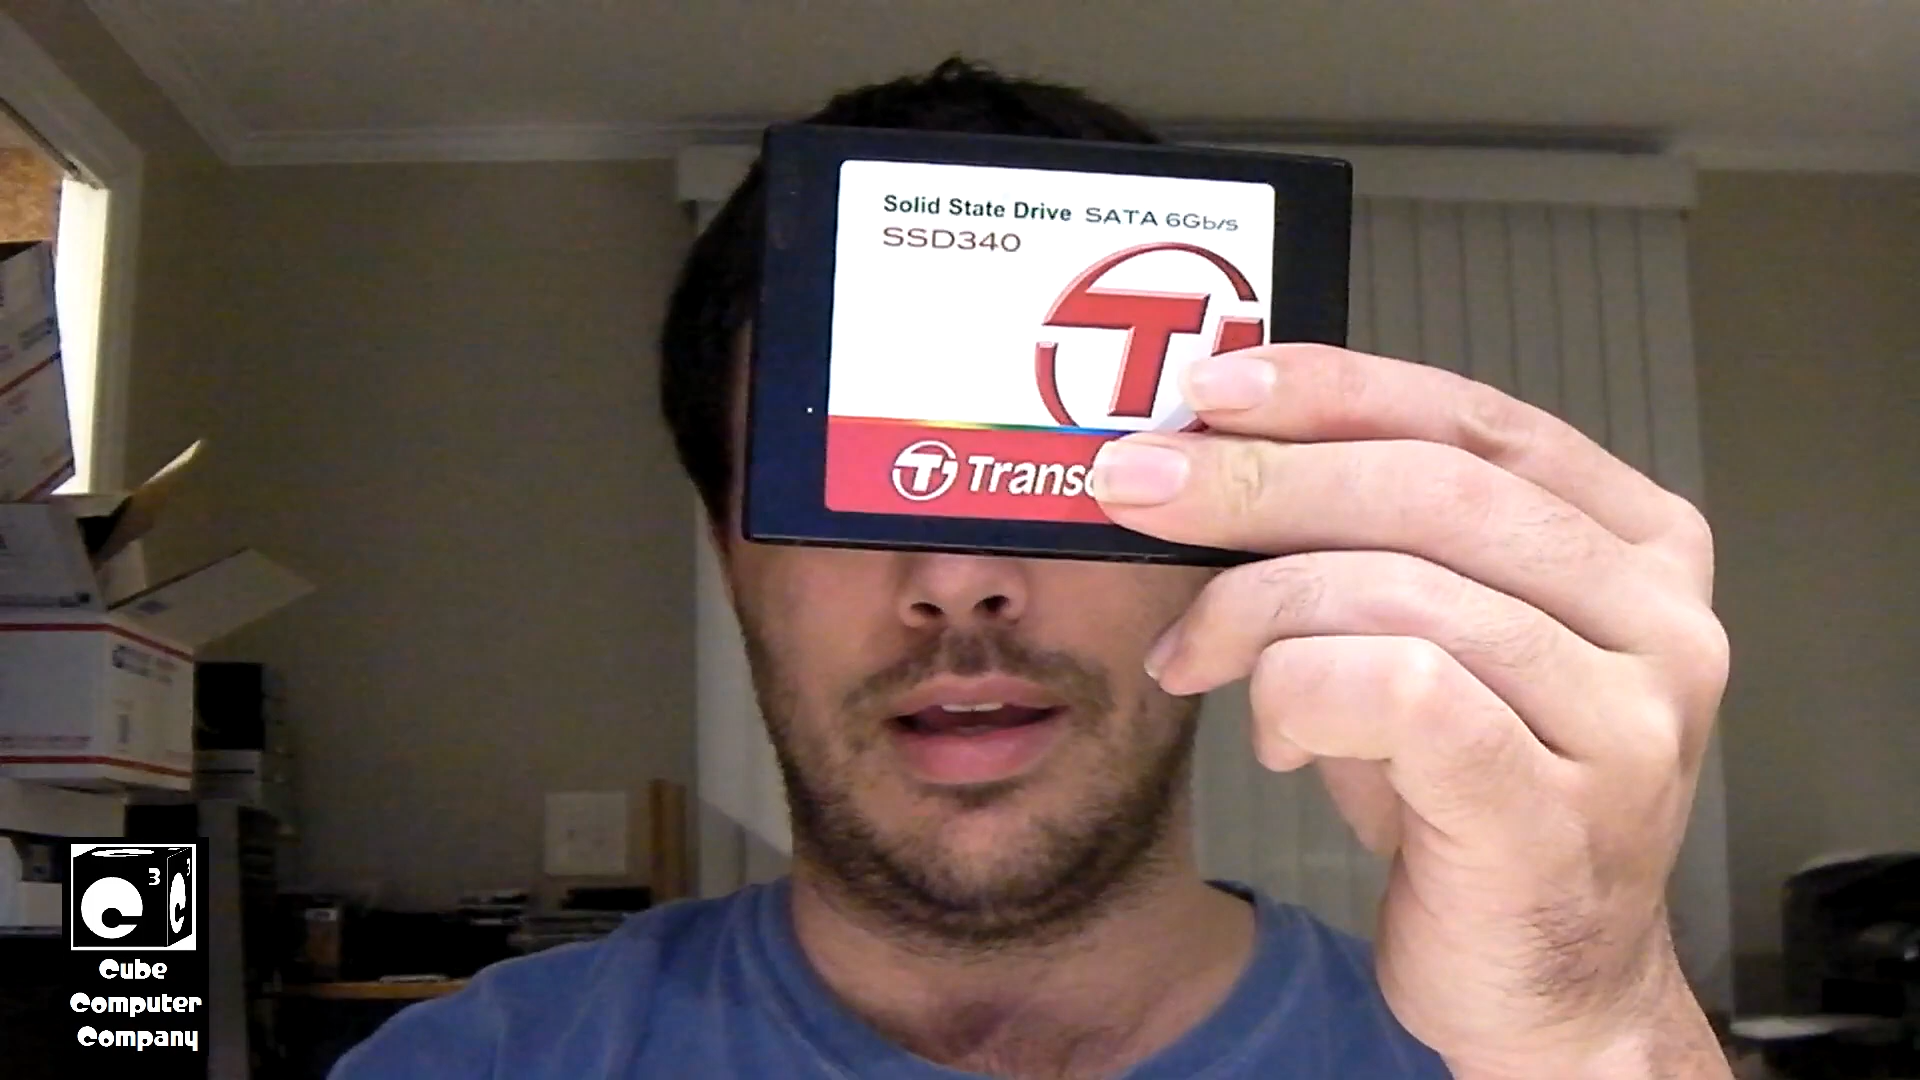 Solid State Drive SATA 6Gb/s
SSD340
Cube
Computer
Company